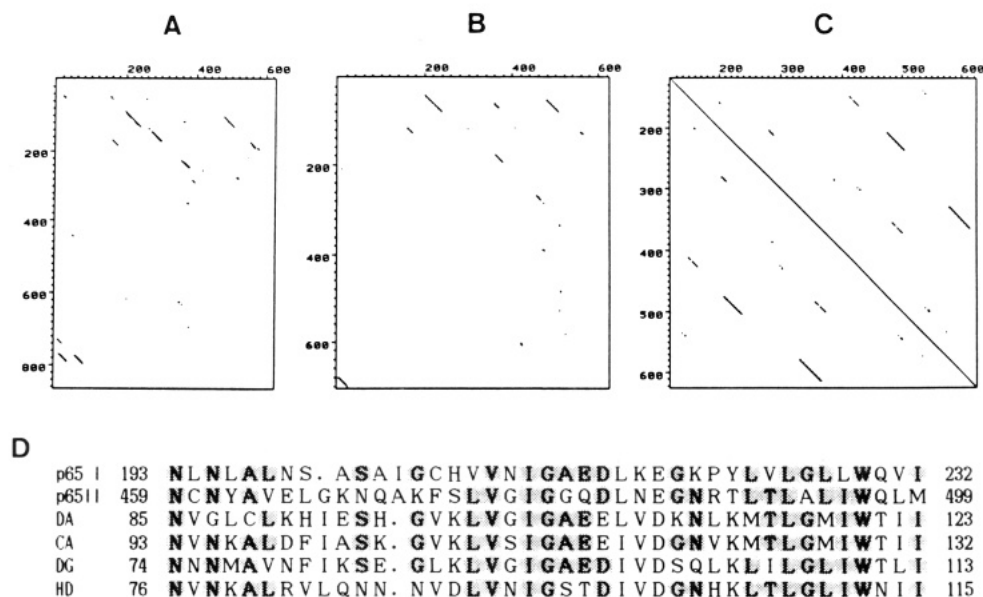 A B C
200 400 600
200
400
600
800
200 400 600
200
400
600
200 300 400 500 600
200
300
400
500
600
D
p65 I 193 NLNLALNS.ASAIGCHVVNIGAEDLKEGKPYLVLGLLWQVI 232
p65II 459 NCNYAVELGKNQAKFSLVGIGGQDLNEGNRTLTLALIWQLM 499
DA 85 NVGLCLKHIESH.GVKLVGIGAEELVDKNLKMTLGMIWTII 123
CA 93 NVNKALDFIASK.GVKLVSIGAEEIVDGNVKMTLGMIWTII 132
DG 74 NNNMAVNFIKSE.GLKLVGIGAEDIVDSQLKLILGLIWTLI 113
HD 76 NVNKALRVLQNN.NVDLVNIGSTDIVDGNHKLTLGLIWNII 115